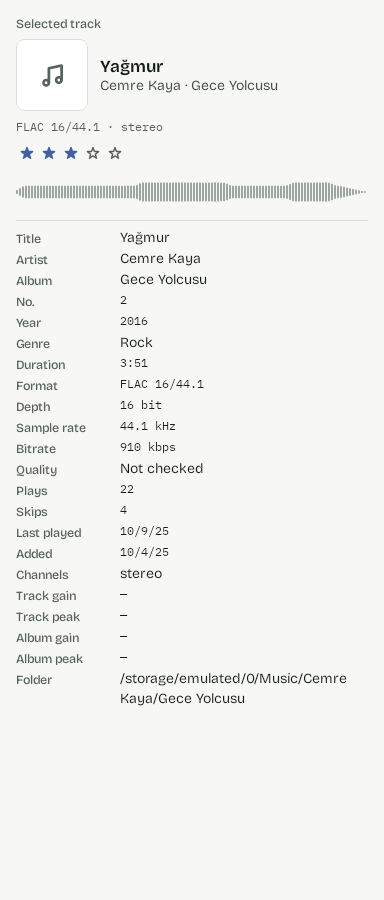 Selected track
Yağmur
Cemre Kaya · Gece Yolcusu
FLAC 16/44.1 · stereo
Title Yağmur
Artist Cemre Kaya
Album Gece Yolcusu
No. 2
Year 2016
Genre Rock
Duration 3:51
Format FLAC 16/44.1
Depth 16 bit
Sample rate 44.1 kHz
Bitrate 910 kbps
Quality Not checked
Plays 22
Skips 4
Last played 10/9/25
Added 10/4/25
Channels stereo
Track gain —
Track peak —
Album gain —
Album peak —
Folder /storage/emulated/0/Music/Cemre
Kaya/Gece Yolcusu